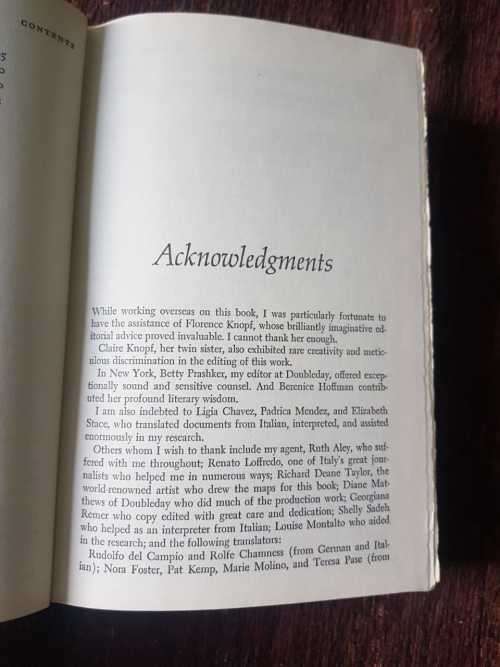 CONTENTS
5
Acknowledgments
While working overseas on this book, I was particularly fortunate to
have the assistance of Florence Knopf, whose brilliantly imaginative ed-
itorial advice proved invaluable. I cannot thank her enough.
Claire Knopf, her twin sister, also exhibited rare creativity and metic-
ulous discrimination in the editing of this work.
In New York, Betty Prashker, my editor at Doubleday, offered excep-
tionally sound and sensitive counsel. And Berenice Hoffman contrib-
uted her profound literary wisdom.
I am also indebted to Ligia Chavez, Padrica Mendez, and Elizabeth
Stace, who translated documents from Italian, interpreted, and assisted
enormously in my research.
Others whom I wish to thank include my agent, Ruth Aley, who suf-
fered with me throughout; Renato Loffredo, one of Italy's great jour-
nalists who helped me in numerous ways; Richard Deane Taylor, the
world-renowned artist who drew the maps for this book; Diane Mat-
thews of Doubleday who did much of the production work; Georgiana
Remer who copy edited with great care and dedication; Shelly Sadeh
who helped as an interpreter from Italian; Louise Montalto who aided
in the research; and the following translators:
Rudolfo del Campio and Rolfe Chamness (from German and Ital-
ian); Nora Foster, Pat Kemp, Marie Molino, and Teresa Pase (from